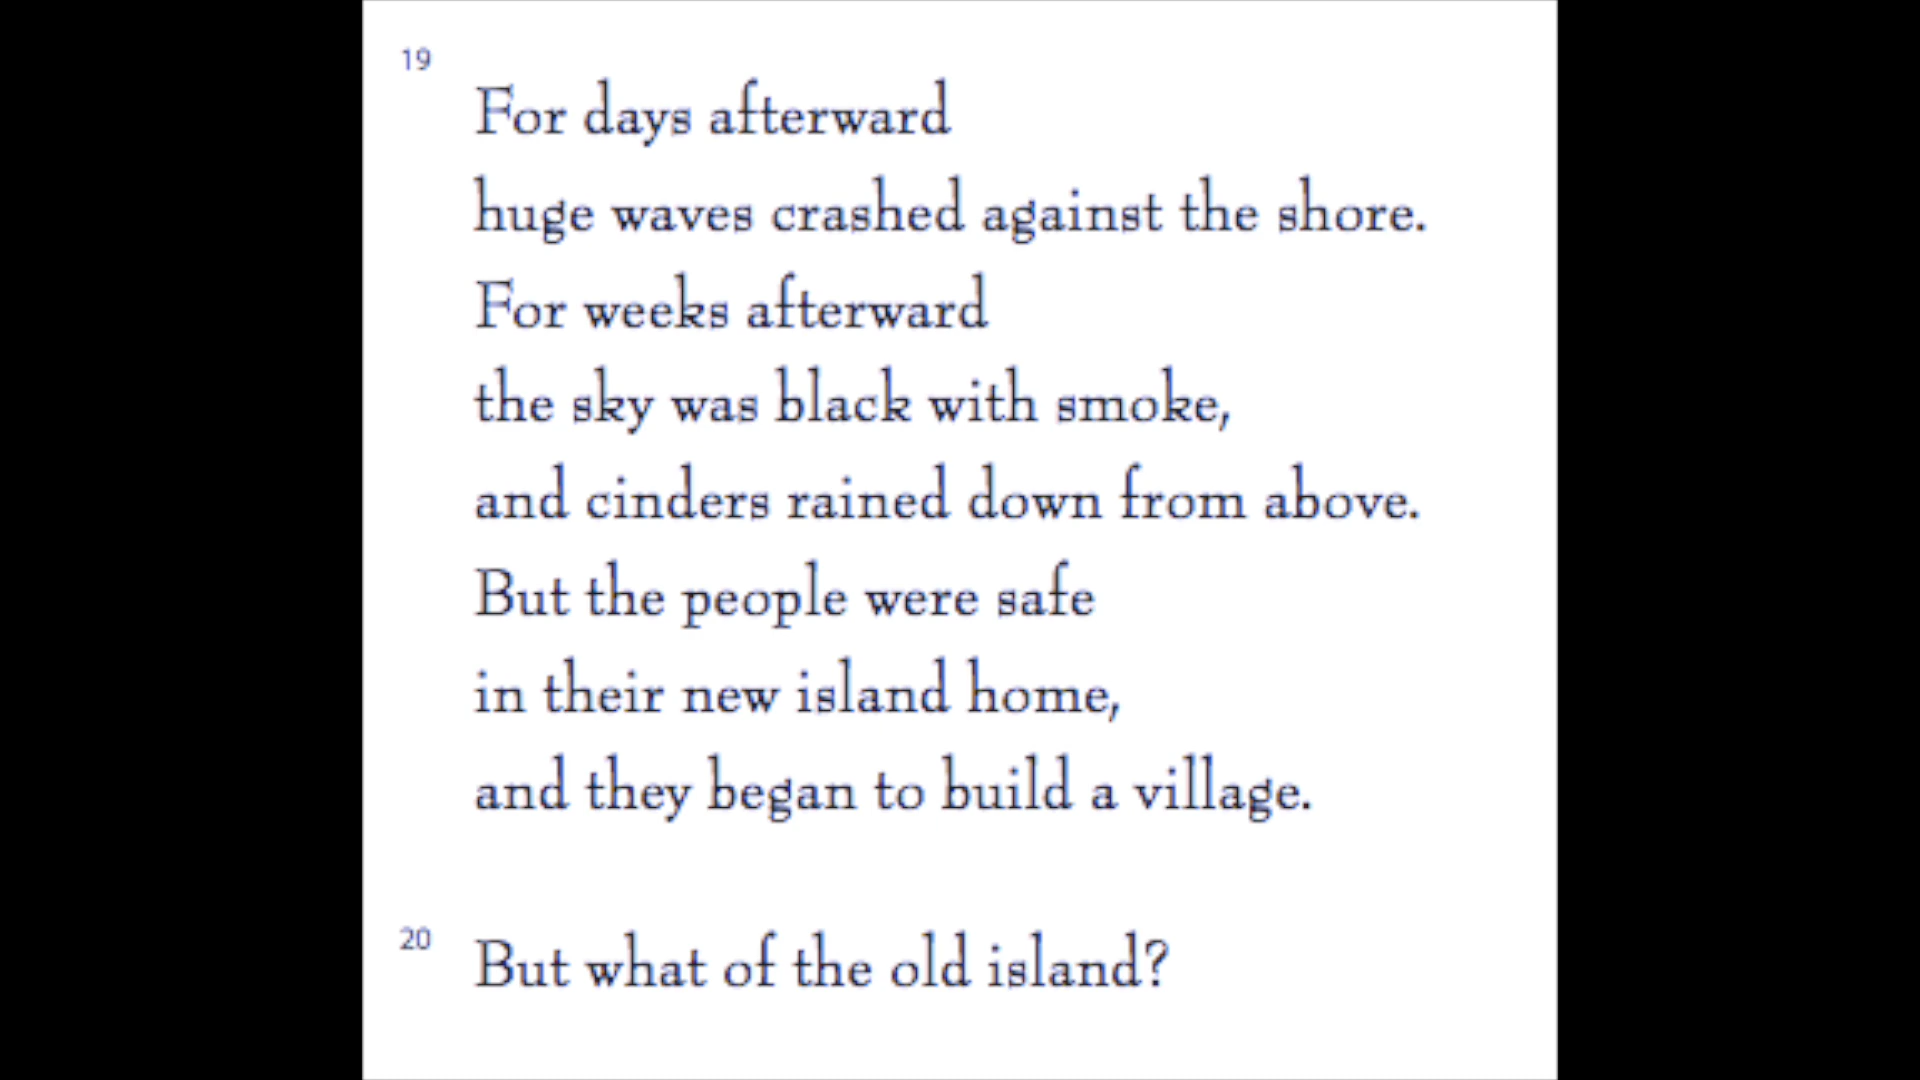 19
For days afterward
huge waves crashed against the shore.
For weeks afterward
the sky was black with smoke,
and cinders rained down from above.
But the people were safe
in their new island home,
and they began to build a village.
20
But what of the old island?